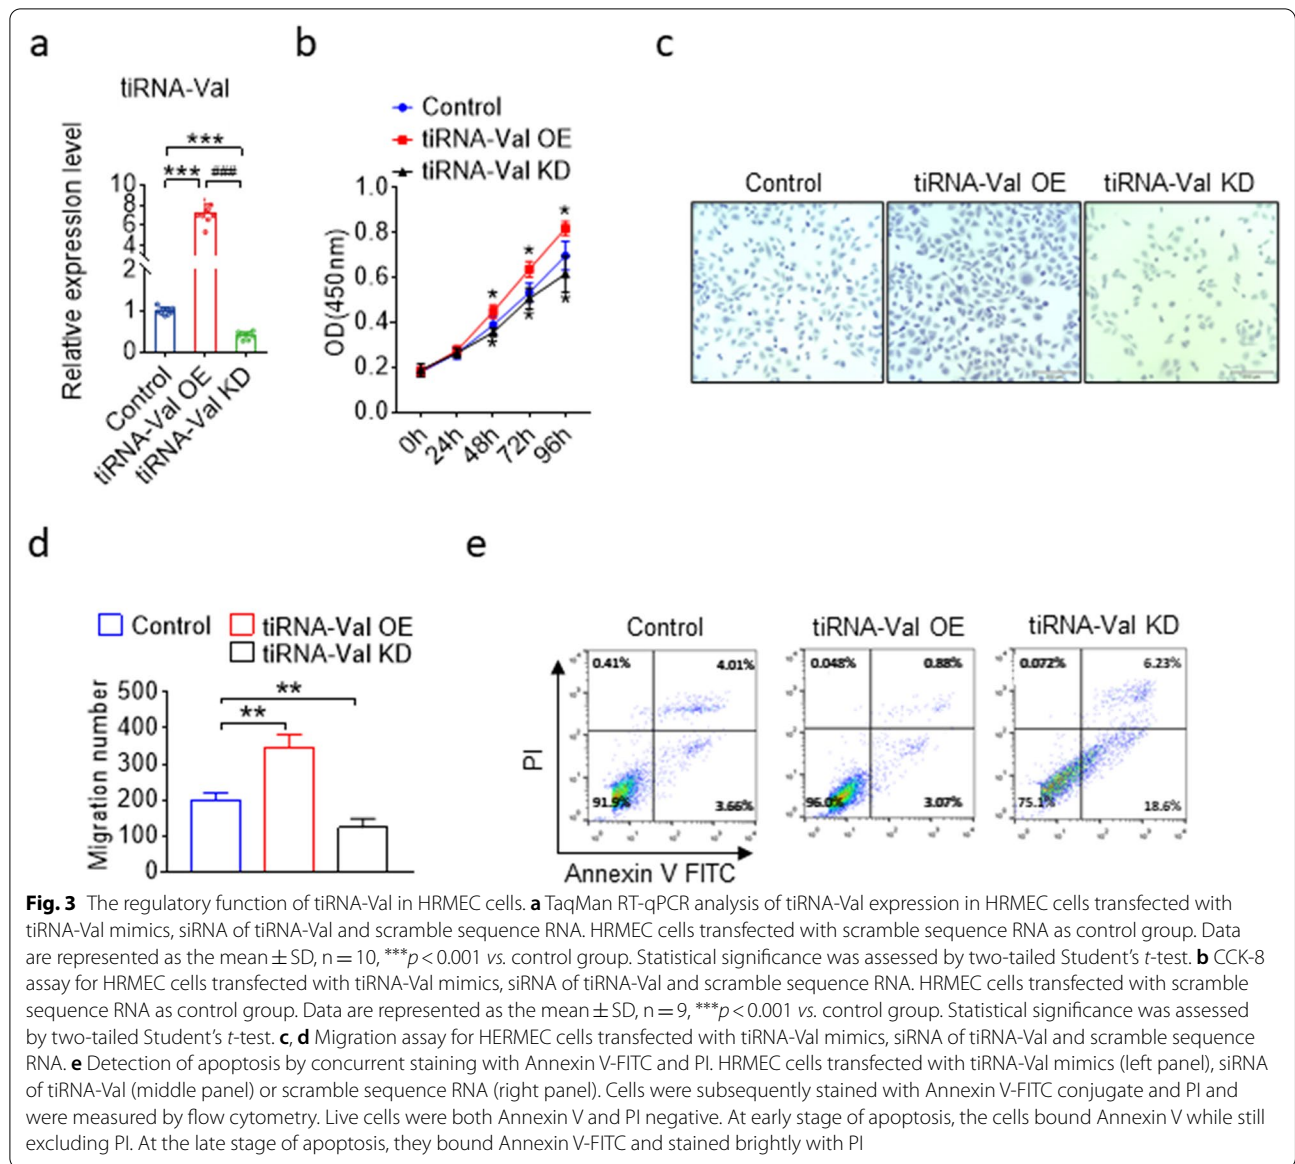 a
tiRNA-Val
Relative expression level
***
*** ###
10
8
6
4
2
1
0
Control
tiRNA-Val OE
tiRNA-Val KD
b
Control
tiRNA-Val OE
tiRNA-Val KD
OD(450nm)
1.0
0.8
0.6
0.4
0.2
0.0
* * *
* * *
0h 24h 48h 72h 96h
c
Control tiRNA-Val OE tiRNA-Val KD
d
Control tiRNA-Val OE
tiRNA-Val KD
Migration number
500
400
300
200
100
0
**
**
e
Control tiRNA-Val OE tiRNA-Val KD
PI
0.41% 4.01%
91.9% 3.66%
0.048% 0.88%
96.0% 3.07%
0.072% 6.23%
75.1% 18.6%
Annexin V FITC
Fig. 3 The regulatory function of tiRNA-Val in HRMEC cells. a TaqMan RT-qPCR analysis of tiRNA-Val expression in HRMEC cells transfected with
tiRNA-Val mimics, siRNA of tiRNA-Val and scramble sequence RNA. HRMEC cells transfected with scramble sequence RNA as control group. Data
are represented as the mean ± SD, n = 10, ***p < 0.001 vs. control group. Statistical significance was assessed by two-tailed Student's t-test. b CCK-8
assay for HRMEC cells transfected with tiRNA-Val mimics, siRNA of tiRNA-Val and scramble sequence RNA. HRMEC cells transfected with scramble
sequence RNA as control group. Data are represented as the mean ± SD, n = 9, ***p < 0.001 vs. control group. Statistical significance was assessed
by two-tailed Student's t-test. c, d Migration assay for HERMEC cells transfected with tiRNA-Val mimics, siRNA of tiRNA-Val and scramble sequence
RNA. e Detection of apoptosis by concurrent staining with Annexin V-FITC and PI. HRMEC cells transfected with tiRNA-Val mimics (left panel), siRNA
of tiRNA-Val (middle panel) or scramble sequence RNA (right panel). Cells were subsequently stained with Annexin V-FITC conjugate and PI and
were measured by flow cytometry. Live cells were both Annexin V and PI negative. At early stage of apoptosis, the cells bound Annexin V while still
excluding PI. At the late stage of apoptosis, they bound Annexin V-FITC and stained brightly with PI